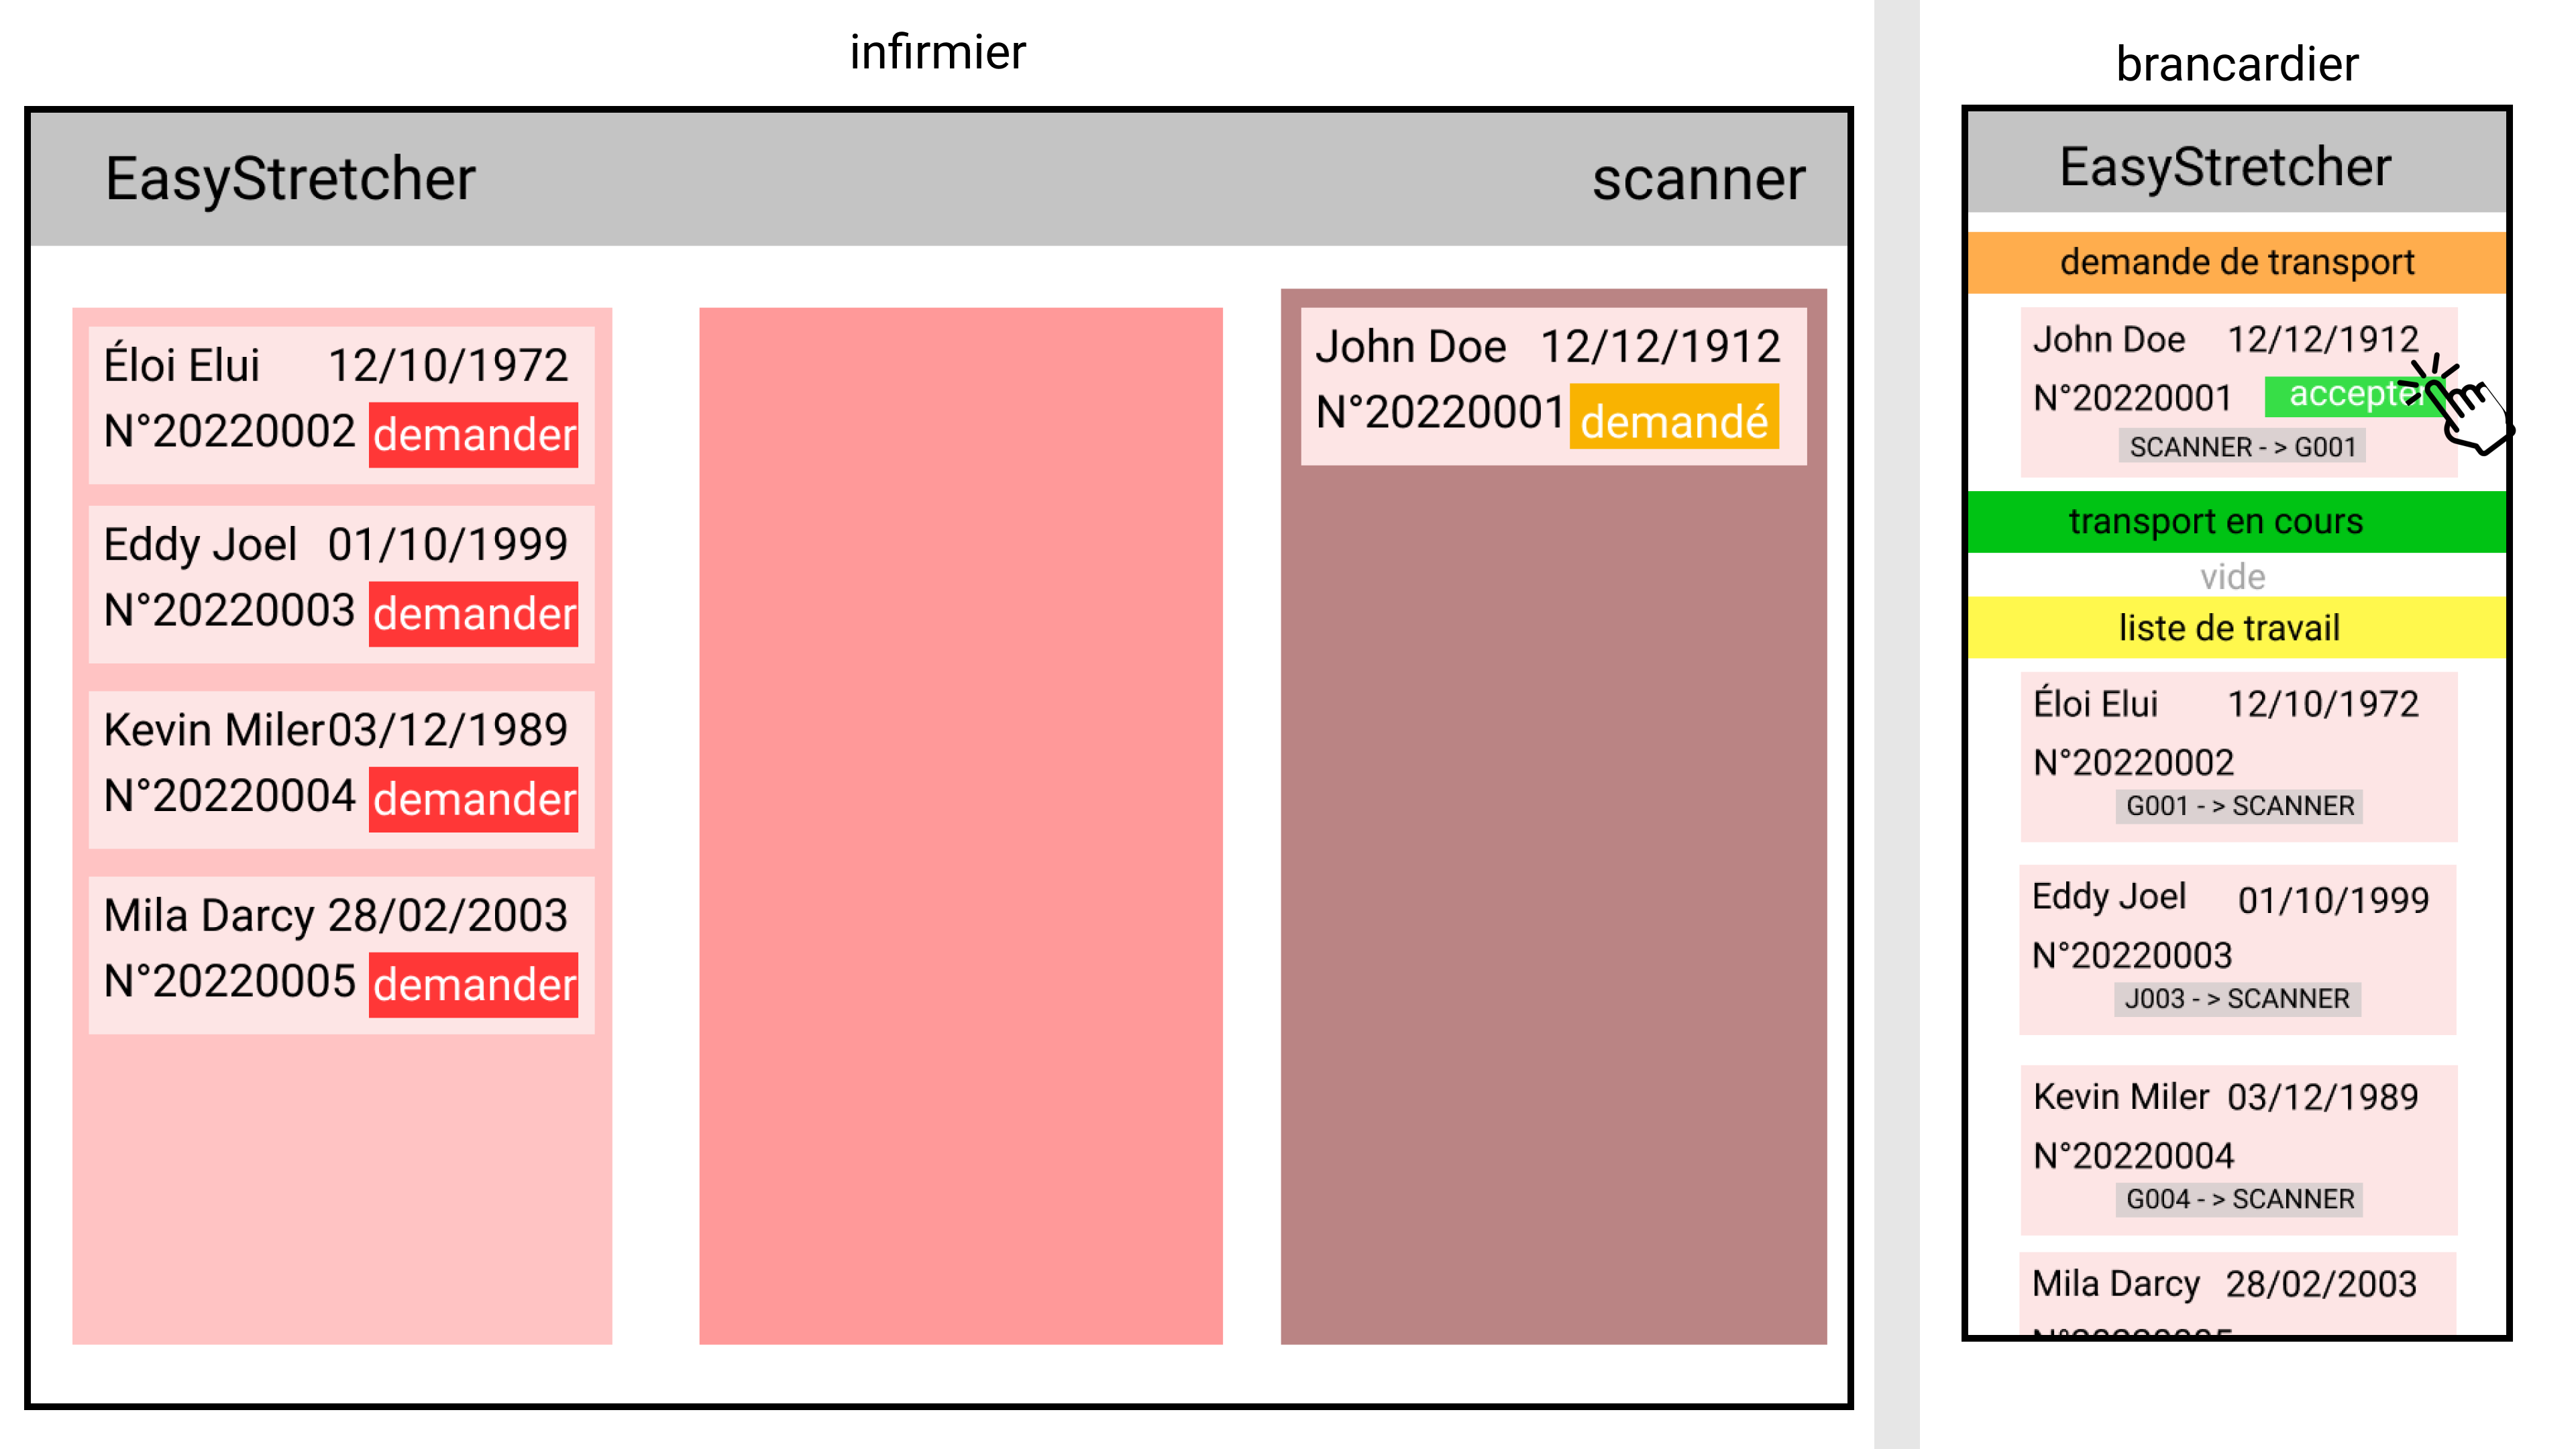 infirmier
EasyStretcher scanner
Éloi Elui 12/10/1972
N°20220002 demander
Eddy Joel 01/10/1999
N°20220003 demander
Kevin Miler 03/12/1989
N°20220004 demander
Mila Darcy 28/02/2003
N°20220005 demander
John Doe 12/12/1912
N°20220001 demandé
brancardier
EasyStretcher
demande de transport
John Doe 12/12/1912
N°20220001 accepter
SCANNER - > G001
transport en cours
vide
liste de travail
Éloi Elui 12/10/1972
N°20220002
G001 - > SCANNER
Eddy Joel 01/10/1999
N°20220003
J003 - > SCANNER
Kevin Miler 03/12/1989
N°20220004
G004 - > SCANNER
Mila Darcy 28/02/2003
N°20220005